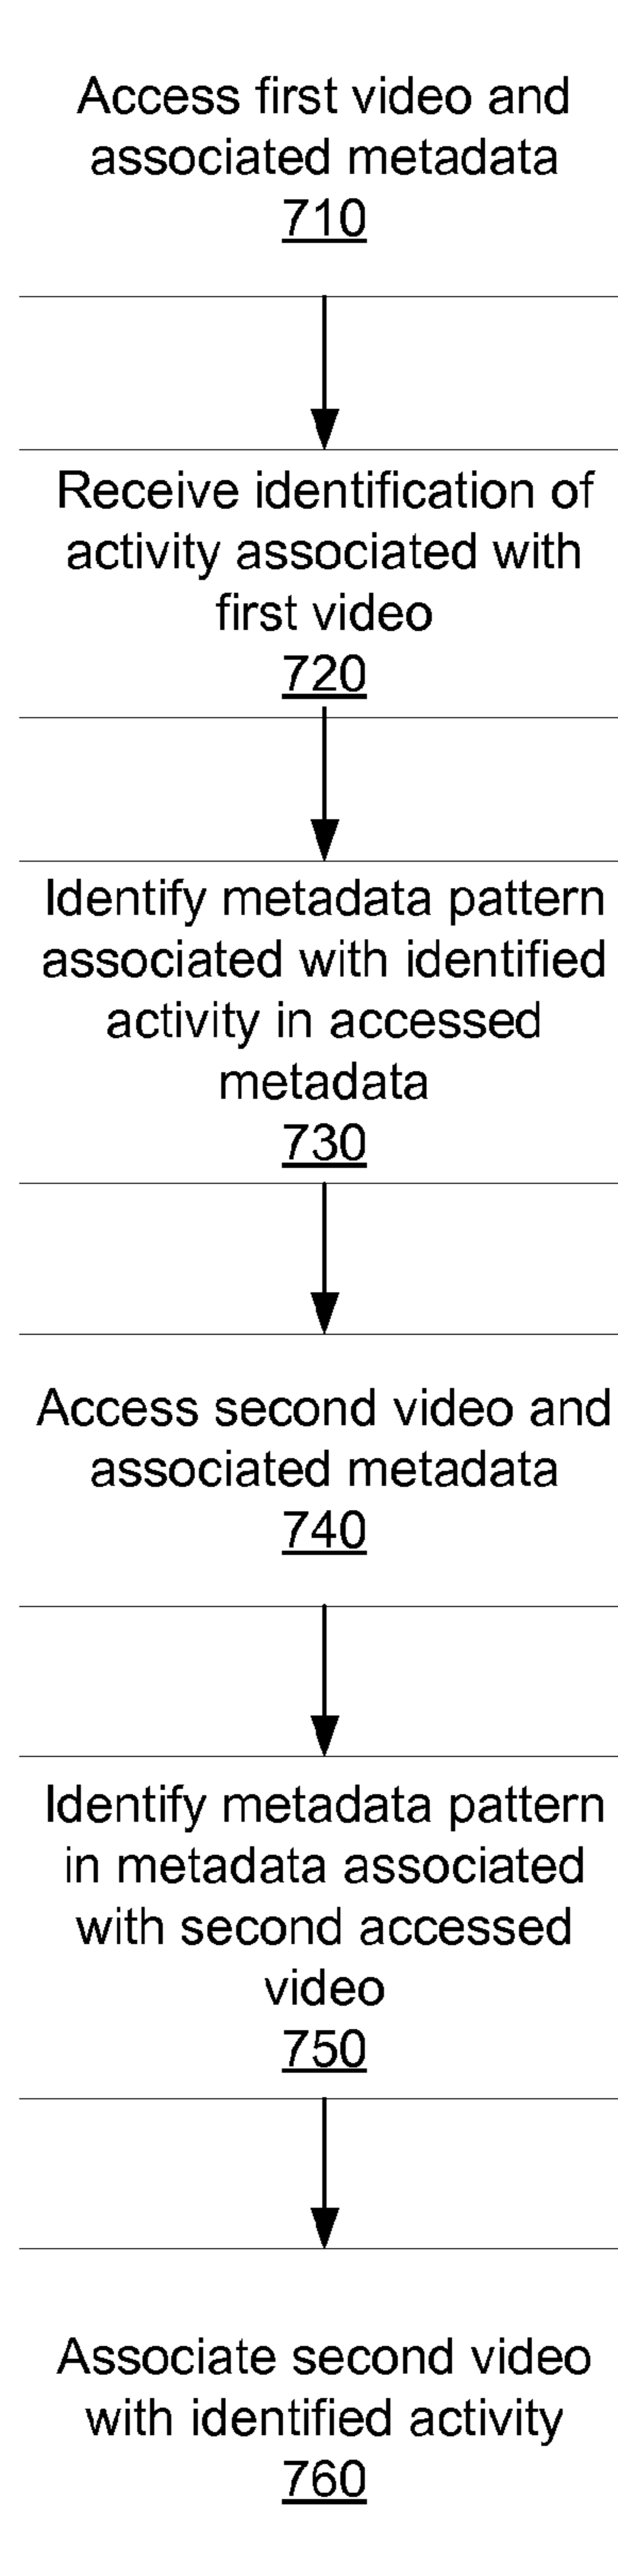 Access first video and
associated metadata
710
Receive identification of
activity associated with
first video
720
Identify metadata pattern
associated with identified
activity in accessed
metadata
730
Access second video and
associated metadata
740
Identify metadata pattern
in metadata associated
with second accessed
video
750
Associate second video
with identified activity
760